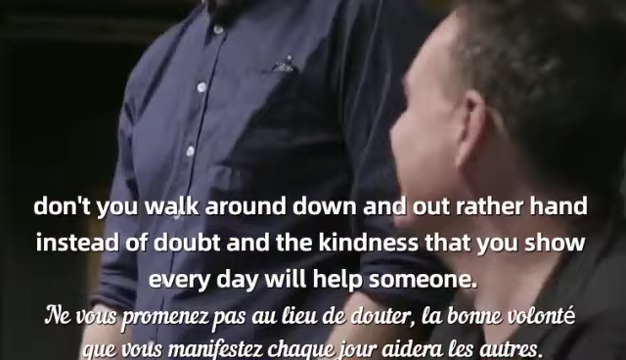 don't you walk around down and out rather hand
instead of doubt and the kindness that you show
every day will help someone.
Ne vous promenez pas au lieu de douter, la bonne volonté
que vous manifestez chaque jour aidera les autres.